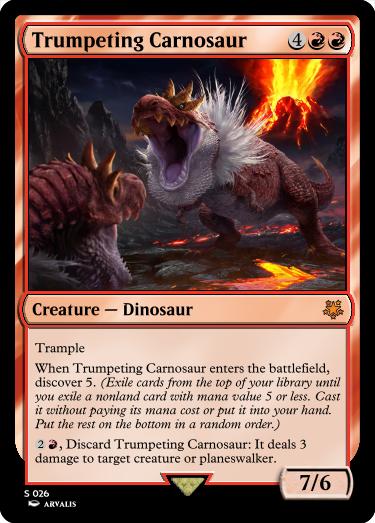 Trumpeting Carnosaur 4
Creature — Dinosaur
Trample
When Trumpeting Carnosaur enters the battlefield,
discover 5. (Exile cards from the top of your library until
you exile a nonland card with mana value 5 or less. Cast
it without paying its mana cost or put it into your hand.
Put the rest on the bottom in a random order.)
2, Discard Trumpeting Carnosaur: It deals 3
damage to target creature or planeswalker.
7/6
S 026
ARVALIS